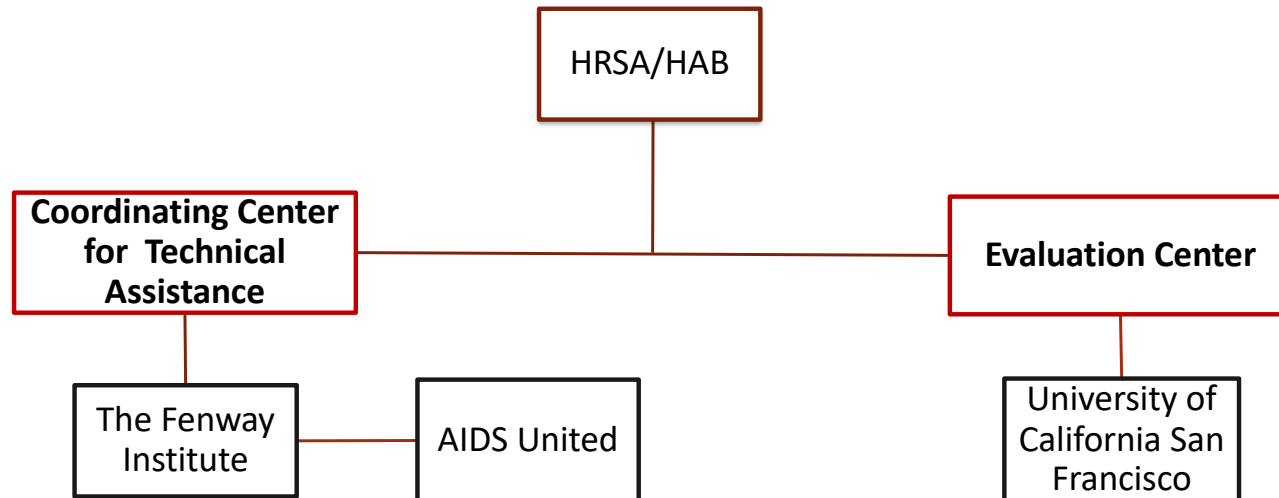 HRSA/HAB
Coordinating Center
for Technical
Assistance
Evaluation Center
The Fenway
Institute
AIDS United
University of
California San
Francisco